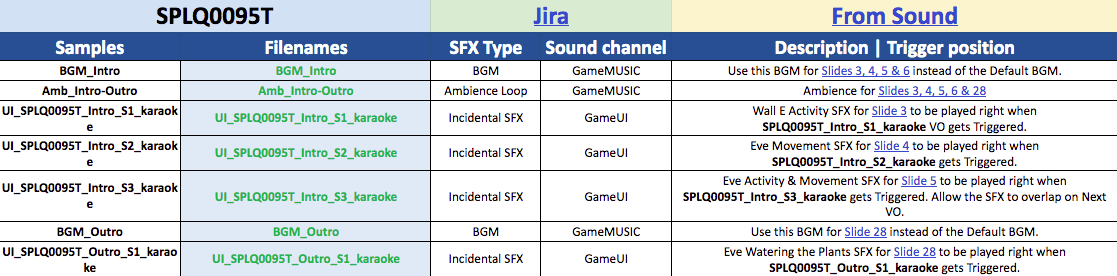 SPLQ0095T Jira From Sound
Samples Filenames SFX Type Sound channel Description | Trigger position
BGM_Intro BGM_Intro BGM GameMUSIC Use this BGM for Slides 3, 4, 5 & 6 instead of the Default BGM.
Amb_Intro-Outro Amb_Intro-Outro Ambience Loop GameMUSIC Ambience for Slides 3, 4, 5, 6 & 28
UI_SPLQ0095T_Intro_S1_karaok
e
UI_SPLQ0095T_Intro_S1_karaoke Incidental SFX GameUI
Wall E Activity SFX for Slide 3 to be played right when
SPLQ0095T_Intro_S1_karaoke VO gets Triggered.
UI_SPLQ0095T_Intro_S2_karaok
e
UI_SPLQ0095T_Intro_S2_karaoke Incidental SFX GameUI
Eve Movement SFX for Slide 4 to be played right when
SPLQ0095T_Intro_S2_karaoke gets Triggered.
UI_SPLQ0095T_Intro_S3_karaok
e
UI_SPLQ0095T_Intro_S3_karaoke Incidental SFX GameUI
Eve Activity & Movement SFX for Slide 5 to be played right when
SPLQ0095T_Intro_S3_karaoke gets Triggered. Allow the SFX to overlap on Next
VO.
BGM_Outro BGM_Outro BGM GameMUSIC Use this BGM for Slide 28 instead of the Default BGM.
UI_SPLQ0095T_Outro_S1_karao
ke
UI_SPLQ0095T_Outro_S1_karaoke Incidental SFX GameUI
Eve Watering the Plants SFX for Slide 28 to be played right when
SPLQ0095T_Outro_S1_karaoke gets Triggered.